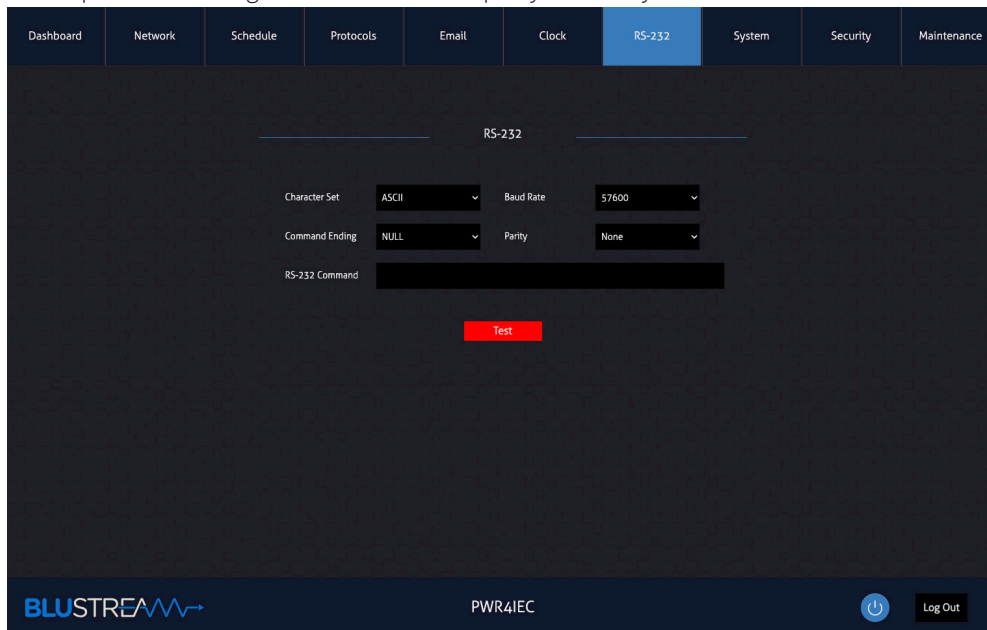 Dashboard Network Schedule Protocols Email Clock RS-232 System Security Maintenance
RS-232
Character Set ASCII Baud Rate 57600
Command Ending NULL Parity None
RS-232 Command
Test
BLUSTREAM PWR4IEC Log Out